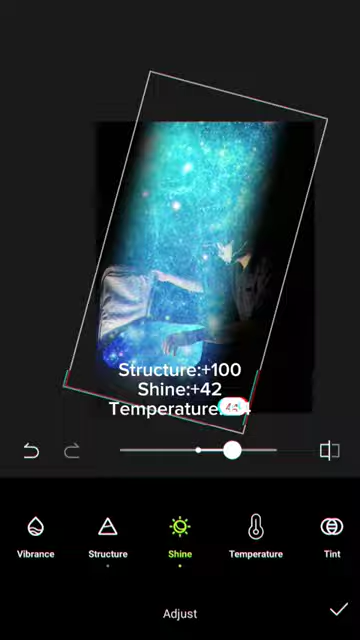 Structure:+100
Shine:+42
Temperature
Vibrance
Structure
Shine
Temperature
Tint
Adjust